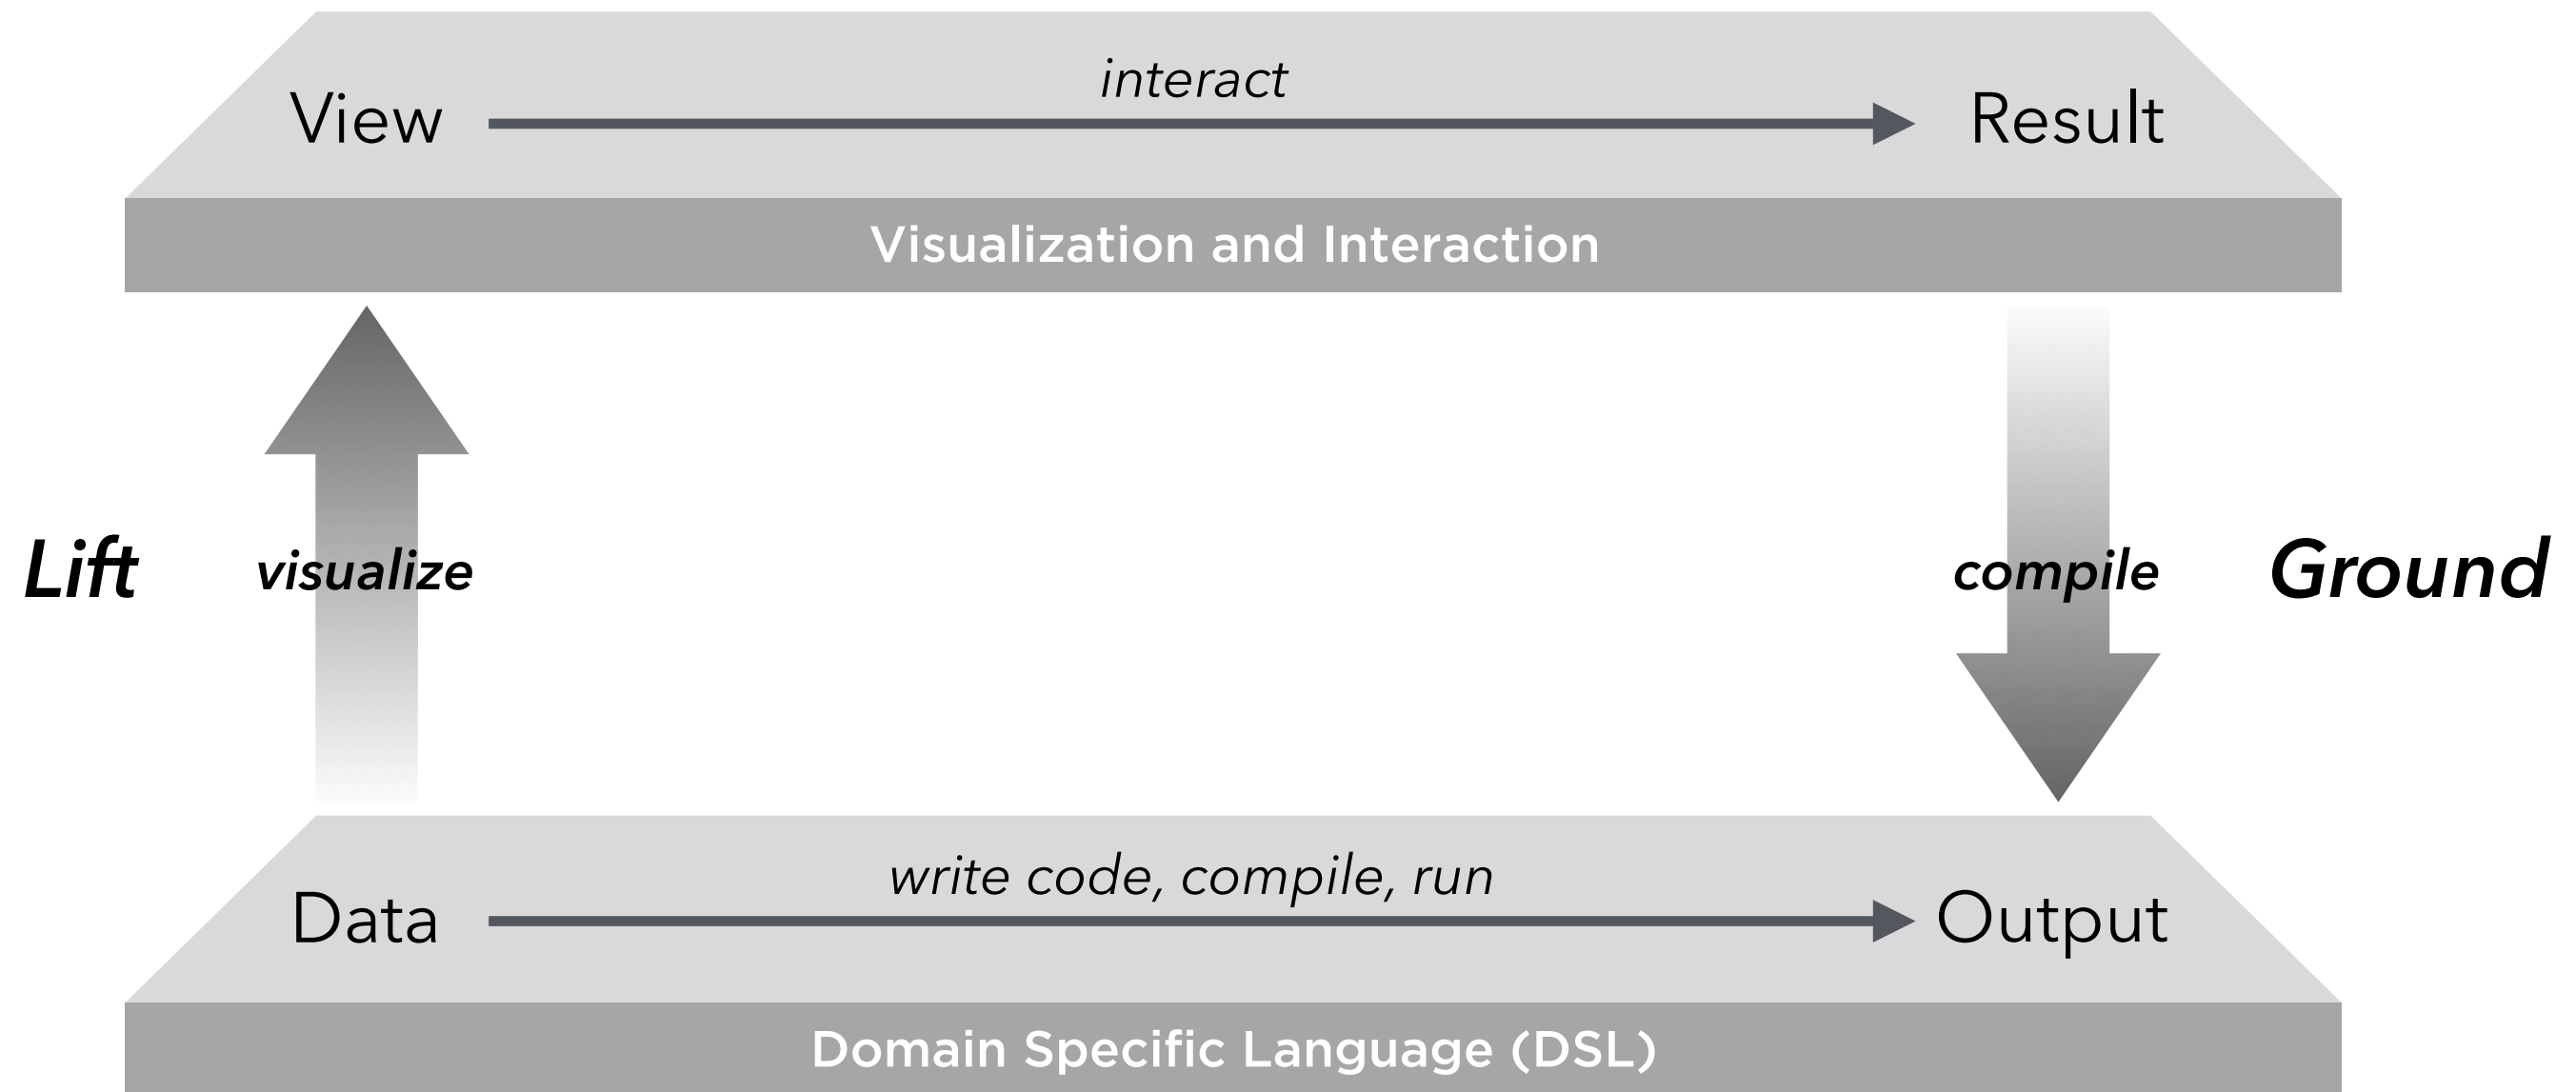 interact
View
Result
Visualization and Interaction
Lift
visualize
compile
Ground
write code, compile, run
Data
Output
Domain Specific Language (DSL)